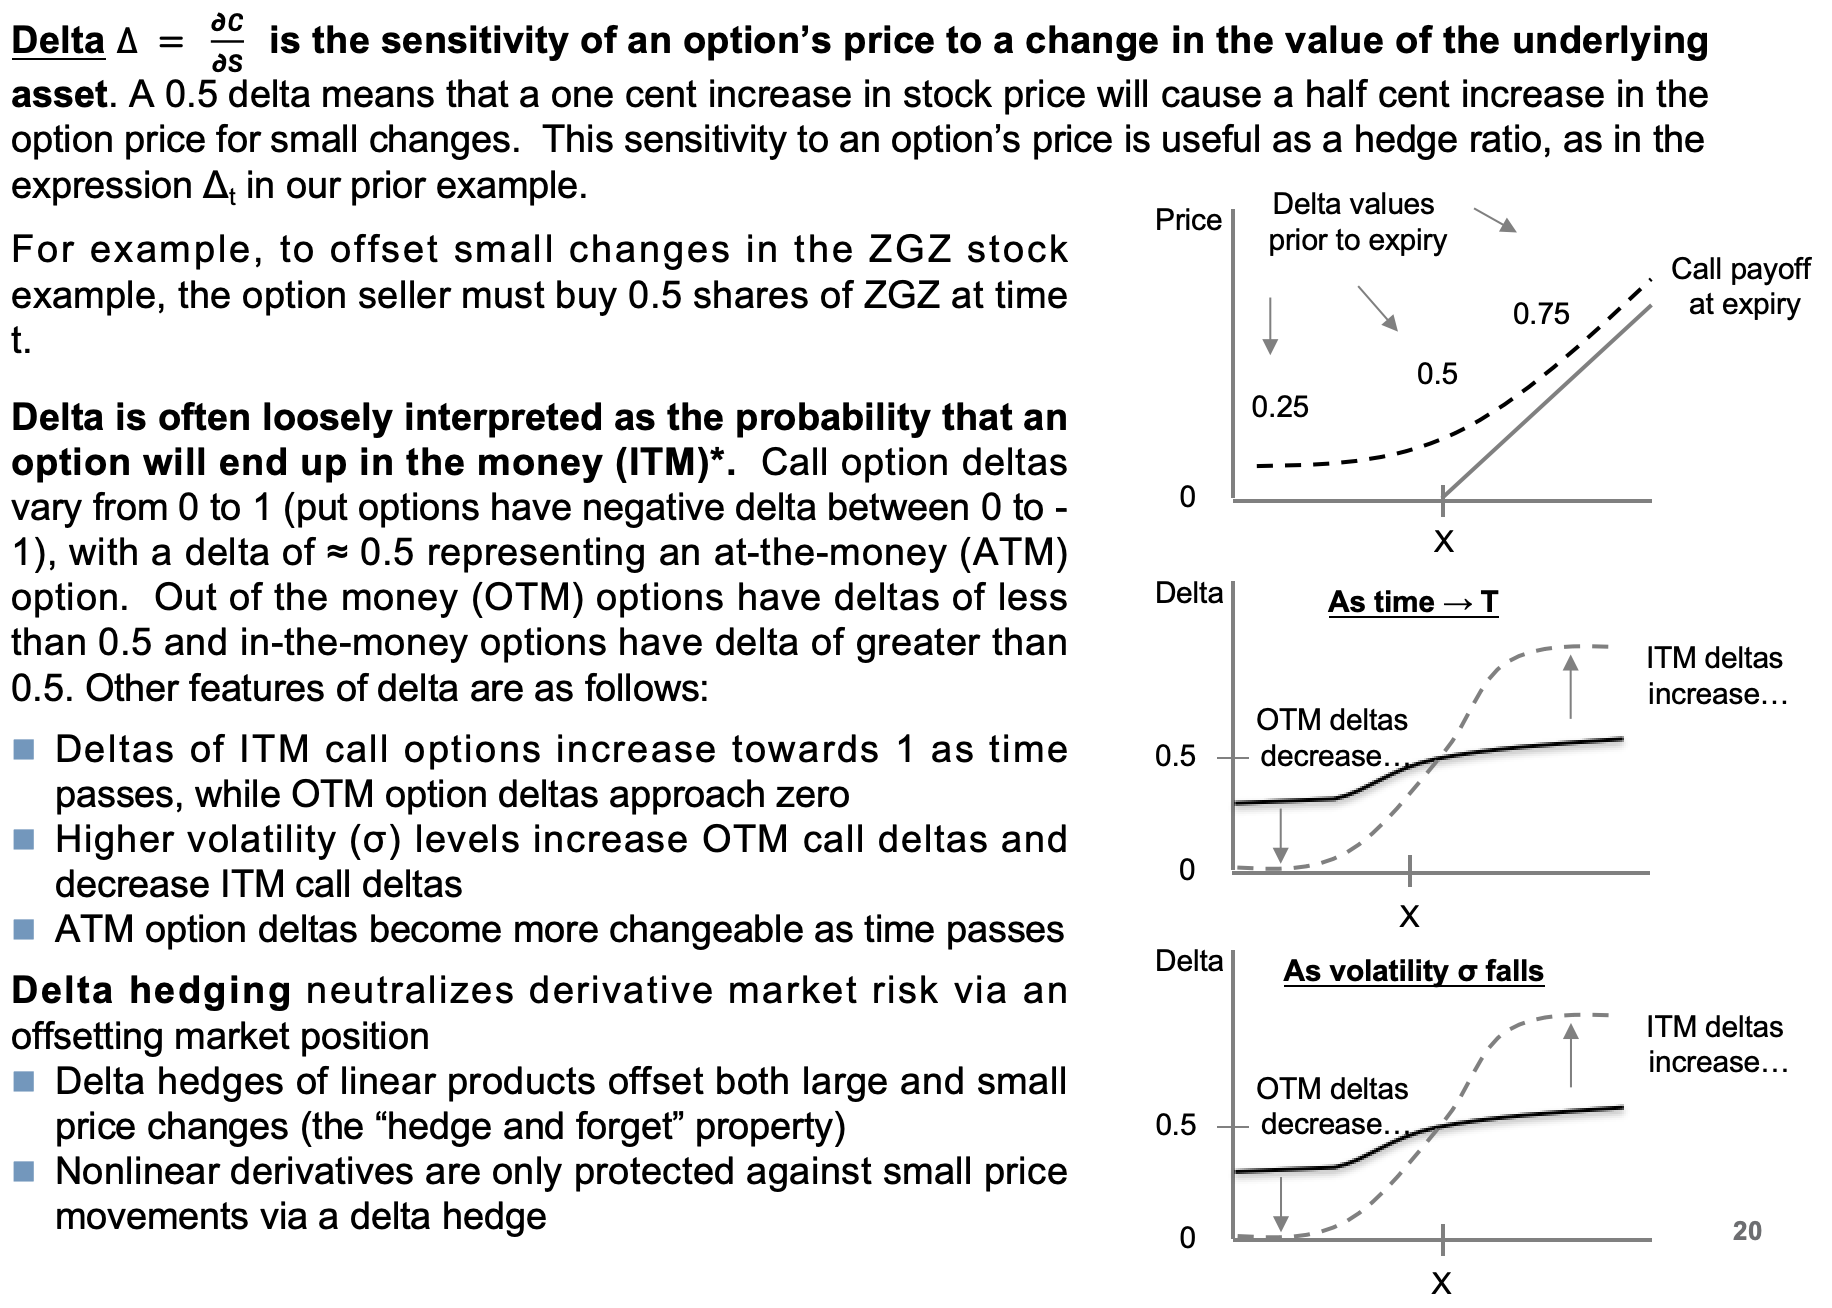 Delta Δ = ∂C/∂S is the sensitivity of an option’s price to a change in the value of the underlying
asset. A 0.5 delta means that a one cent increase in stock price will cause a half cent increase in the
option price for small changes.  This sensitivity to an option’s price is useful as a hedge ratio, as in the
expression Δt in our prior example.
For example, to offset small changes in the ZGZ stock
example, the option seller must buy 0.5 shares of ZGZ at time
t.
Delta is often loosely interpreted as the probability that an
option will end up in the money (ITM)*.  Call option deltas
vary from 0 to 1 (put options have negative delta between 0 to -
1), with a delta of ≈ 0.5 representing an at-the-money (ATM)
option.  Out of the money (OTM) options have deltas of less
than 0.5 and in-the-money options have delta of greater than
0.5. Other features of delta are as follows:
■ Deltas of ITM call options increase towards 1 as time
passes, while OTM option deltas approach zero
■ Higher volatility (σ) levels increase OTM call deltas and
decrease ITM call deltas
■ ATM option deltas become more changeable as time passes
Delta hedging neutralizes derivative market risk via an
offsetting market position
■ Delta hedges of linear products offset both large and small
price changes (the “hedge and forget” property)
■ Nonlinear derivatives are only protected against small price
movements via a delta hedge
Price
Delta values
prior to expiry
Call payoff
at expiry
0.75
0.5
0.25
0
X
Delta
As time → T
ITM deltas
increase…
OTM deltas
decrease…
0.5
0
X
Delta
As volatility σ falls
ITM deltas
increase…
OTM deltas
decrease…
0.5
0
X
20